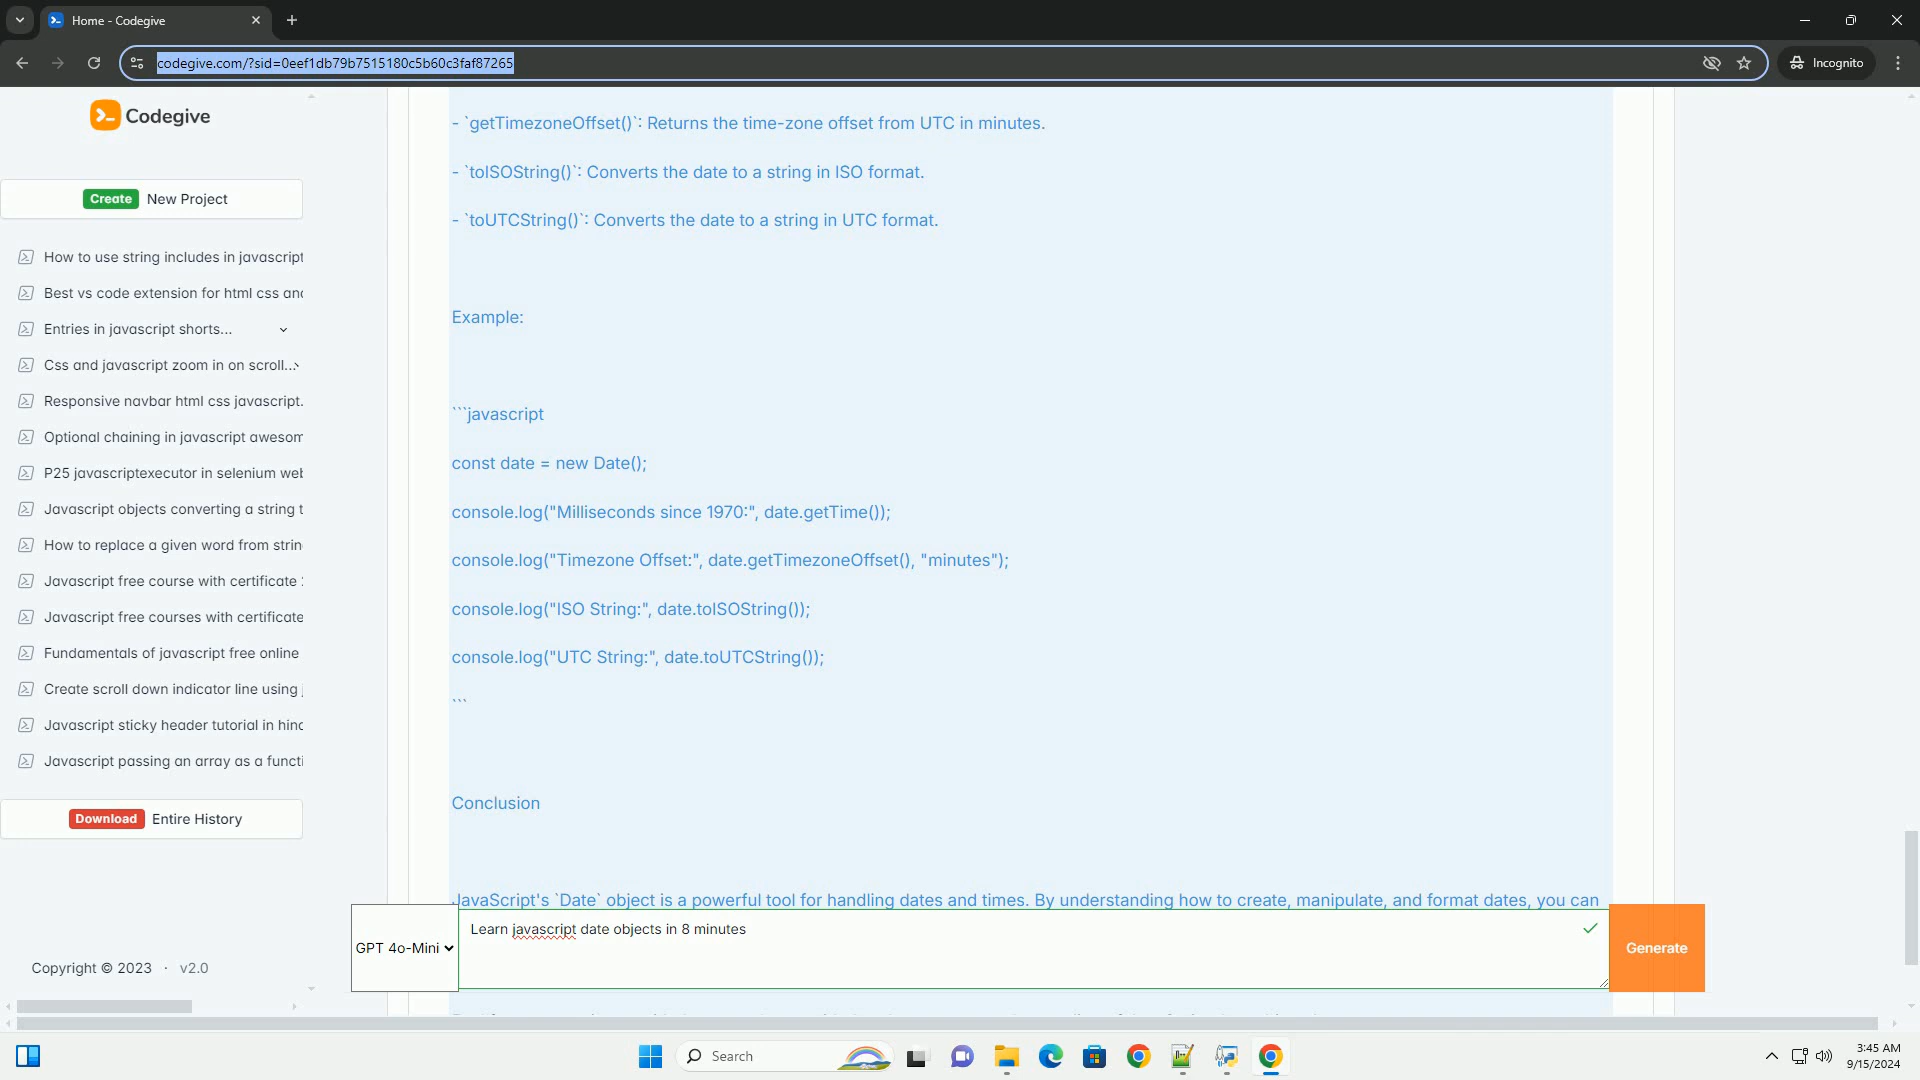 Home - Codegive
codegive.com/?sid=0eef1db79b7515180c5b60c3faf87265
Incognito
Codegive
Create New Project
How to use string includes in javascript
Best vs code extension for html css and
Entries in javascript shorts...
Css and javascript zoom in on scroll...
Responsive navbar html css javascript.
Optional chaining in javascript awesom
P25 javascriptexecutor in selenium web
Javascript objects converting a string t
How to replace a given word from strin
Javascript free course with certificate
Javascript free courses with certificate
Fundamentals of javascript free online
Create scroll down indicator line using j
Javascript sticky header tutorial in hind
Javascript passing an array as a functi
Download Entire History
Copyright © 2023 · v2.0
- `getTimezoneOffset()`: Returns the time-zone offset from UTC in minutes.
- `toISOString()`: Converts the date to a string in ISO format.
- `toUTCString()`: Converts the date to a string in UTC format.
Example:
```javascript
const date = new Date();
console.log("Milliseconds since 1970:", date.getTime());
console.log("Timezone Offset:", date.getTimezoneOffset(), "minutes");
console.log("ISO String:", date.toISOString());
console.log("UTC String:", date.toUTCString());
```
Conclusion
JavaScript's `Date` object is a powerful tool for handling dates and times. By understanding how to create, manipulate, and format dates, you can
GPT 4o-Mini
Learn javascript date objects in 8 minutes
Generate
Search
3:45 AM
9/15/2024